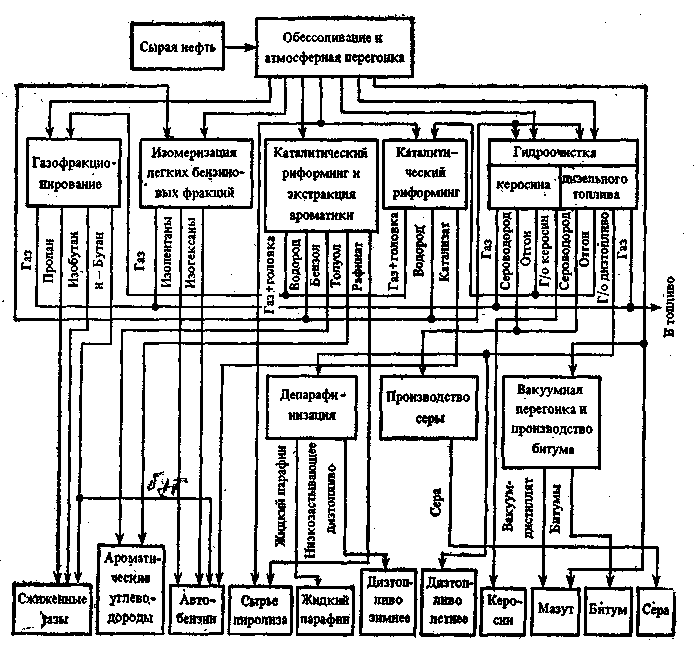 Сырая нефть
Обессоливание и
атмосферная перегонка
Газофракцио-
нирование
Изомеризация
легких бензино-
вых фракций
Каталитический
риформинг и
экстракция
ароматики
Каталити-
ческий
риформинг
Гидроочистка
керосина
дизельного
топлива
Газ
Пропан
Изобутан
н – Бутан
Газ
Изопентаны
Изогексаны
Газ+головка
Водород
Бензол
Толуол
Рафинат
Газ+головка
Водород
Катализат
Газ
Сероводород
Отгон
Г/о керосин
Сероводород
Отгон
Г/о дизтопливо
Газ
В топливо
Депарафи-
низация
Производство
серы
Вакуумная
перегонка и
производство
битума
Жидкий парафин
Низкозастывающее
дизтопливо
Сера
Вакуум-
дистиллят
Битумы
Сжиженные
газы
Аромати-
ческие
углево-
дороды
Авто-
бензин
Сырье
пиролиза
Жидкий
парафин
Дизтоп-
ливо
зимнее
Дизтоп-
ливо
летнее
Керо-
син
Мазут
Битум
Сера